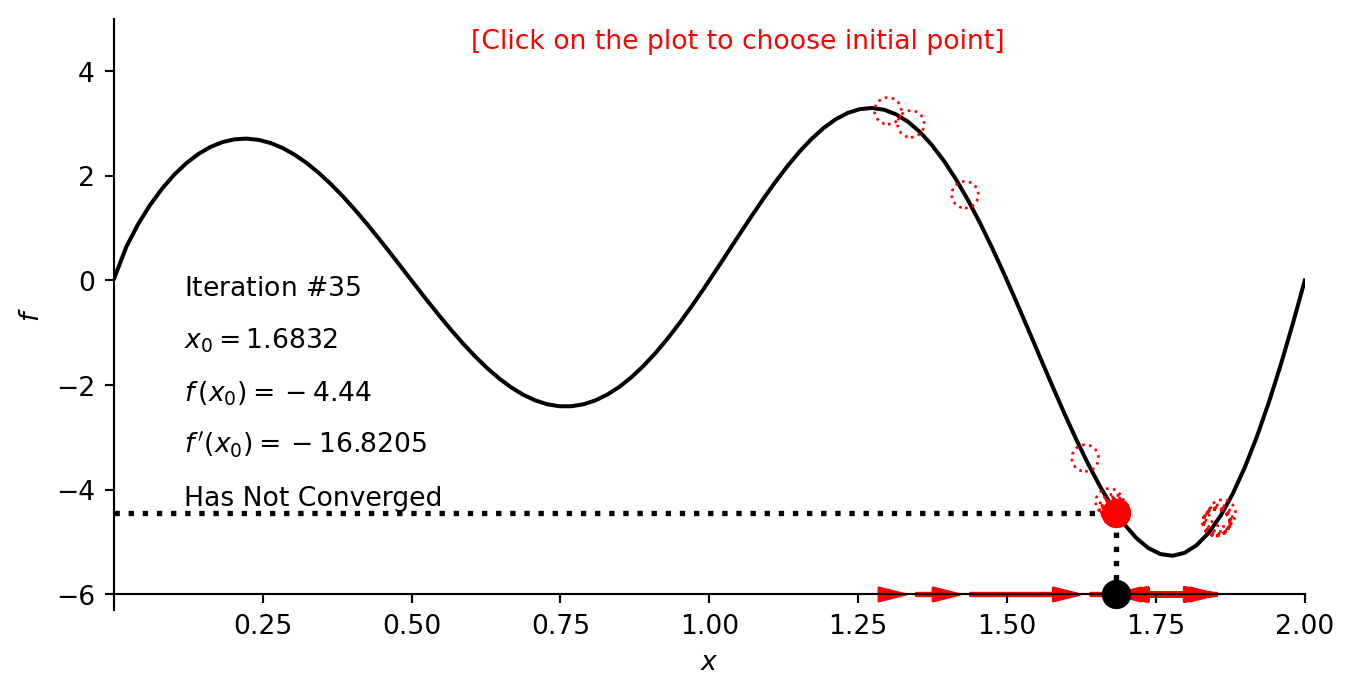 [Click on the plot to choose initial point]
4
2
0
−2
−4
−6
f
Iteration #35
x₀ = 1.6832
f(x₀) = − 4.44
f′(x₀) = − 16.8205
Has Not Converged
0.25 0.50 0.75 1.00 1.25 1.50 1.75 2.00
x